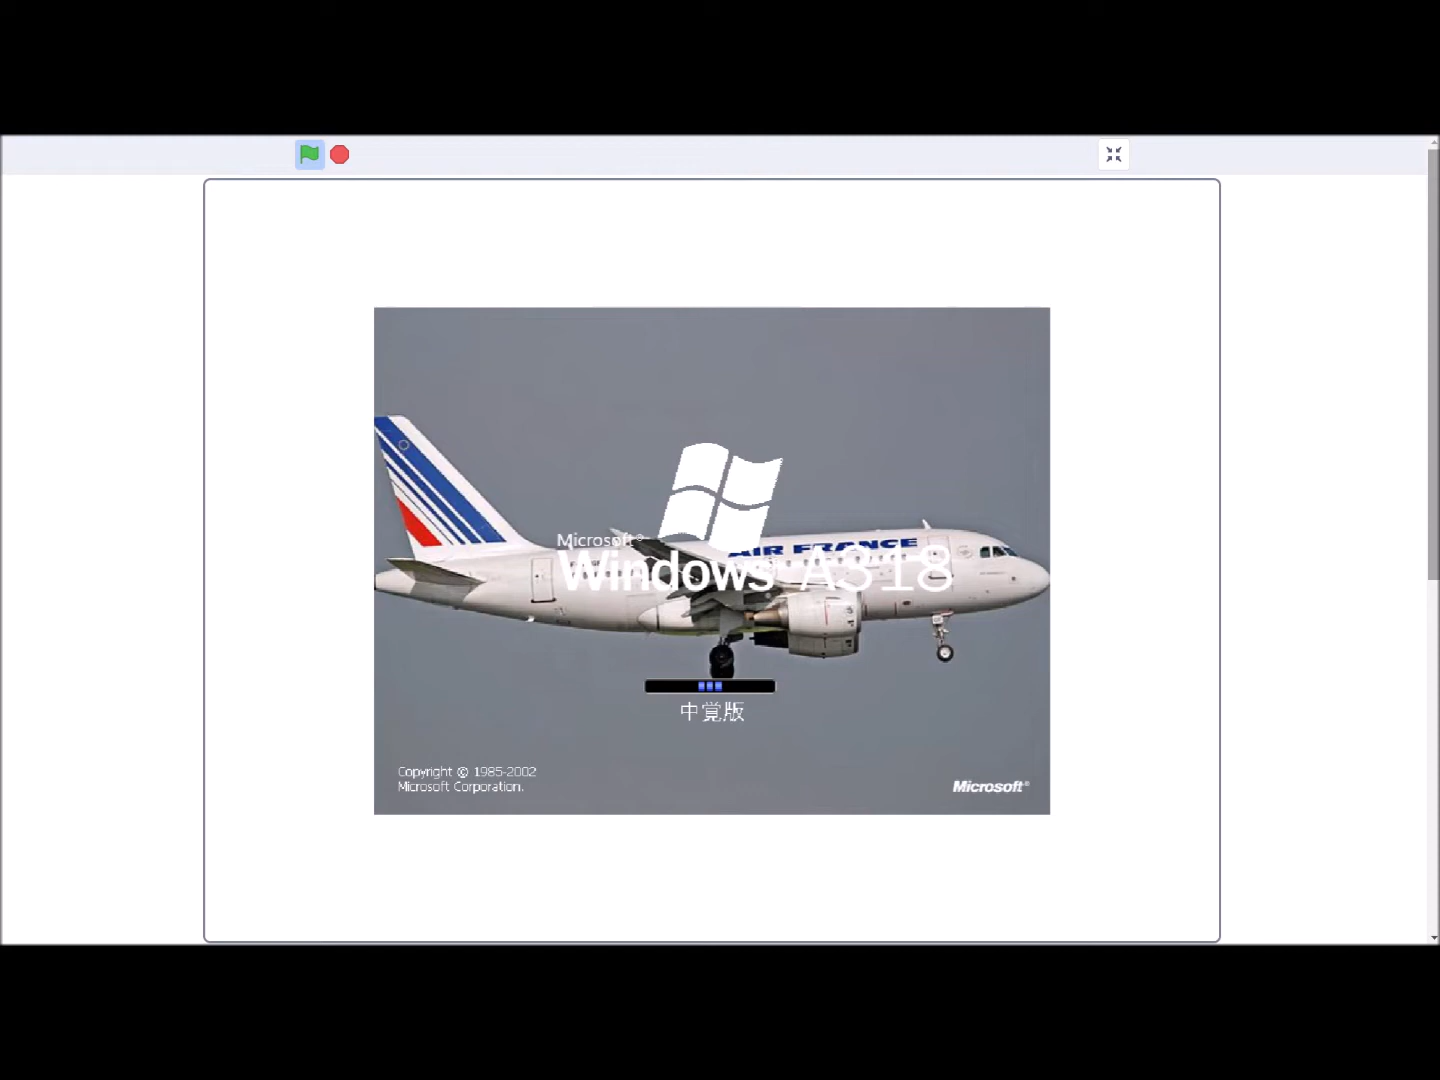 AIR FRANCE
Microsoft®
Windows A318
中覚版
Copyright © 1985-2002
Microsoft Corporation.
Microsoft®